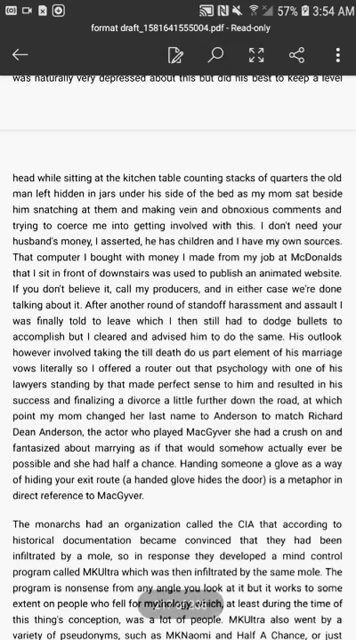 57% 3:54 AM
format draft_1581641555004.pdf - Read-only
was naturally very depressed about this but did his best to keep a level
head while sitting at the kitchen table counting stacks of quarters the old
man left hidden in jars under his side of the bed as my mom sat beside
him snatching at them and making vein and obnoxious comments and
trying to coerce me into getting involved with this. I don't need your
husband's money, I asserted, he has children and I have my own sources.
That computer I bought with money I made from my job at McDonalds
that I sit in front of downstairs was used to publish an animated website.
If you don't believe it, call my producers, and in either case we're done
talking about it. After another round of standoff harassment and assault I
was finally told to leave which I then still had to dodge bullets to
accomplish but I cleared and advised him to do the same. His outlook
however involved taking the till death do us part element of his marriage
vows literally so I offered a router out that psychology with one of his
lawyers standing by that made perfect sense to him and resulted in his
success and finalizing a divorce a little further down the road, at which
point my mom changed her last name to Anderson to match Richard
Dean Anderson, the actor who played MacGyver she had a crush on and
fantasized about marrying as if that would somehow actually ever be
possible and she had half a chance. Handing someone a glove as a way
of hiding your exit route (a handed glove hides the door) is a metaphor in
direct reference to MacGyver.
The monarchs had an organization called the CIA that according to
historical documentation became convinced that they had been
infiltrated by a mole, so in response they developed a mind control
program called MKUltra which was then infiltrated by the same mole. The
program is nonsense from any angle you look at it but it works to some
extent on people who fell for mythology which, at least during the time of
this thing's conception, was a lot of people. MKUltra also went by a
variety of pseudonyms, such as MKNaomi and Half A Chance, or just